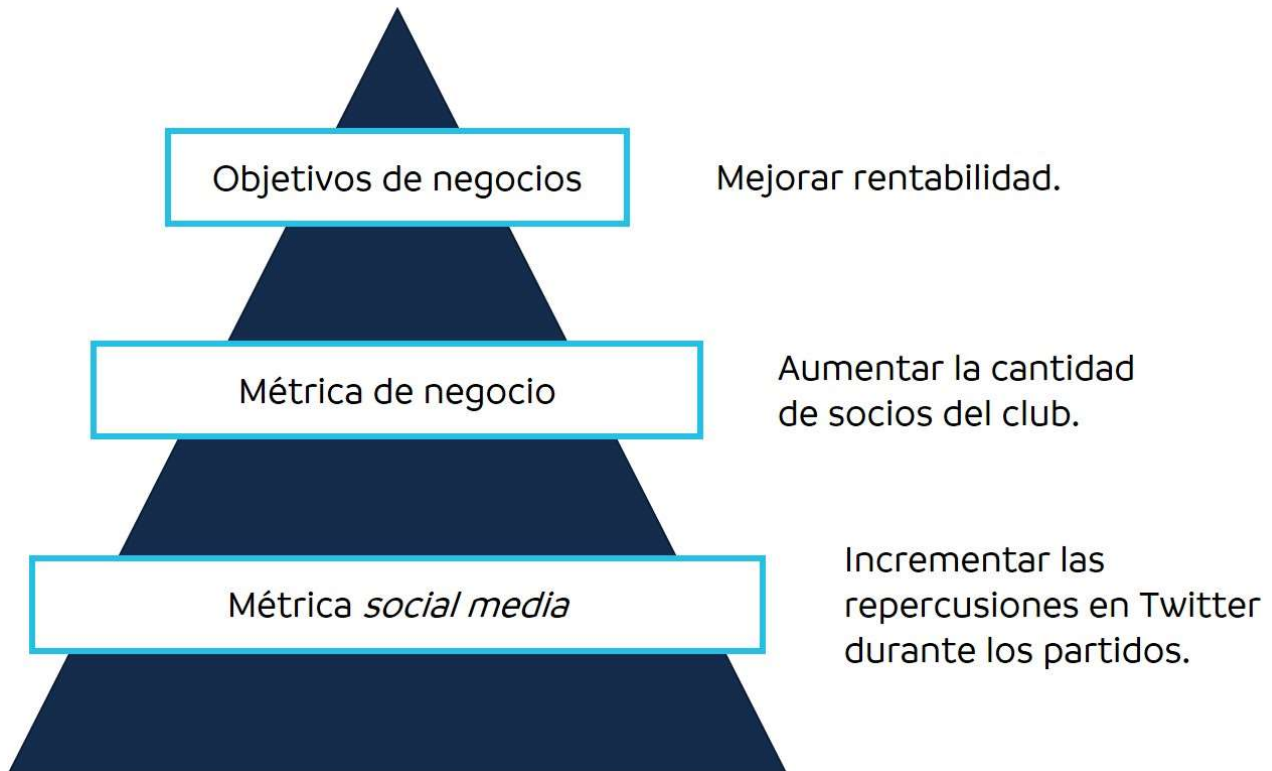 Objetivos de negocios
Mejorar rentabilidad.
Métrica de negocio
Aumentar la cantidad
de socios del club.
Métrica social media
Incrementar las
repercusiones en Twitter
durante los partidos.